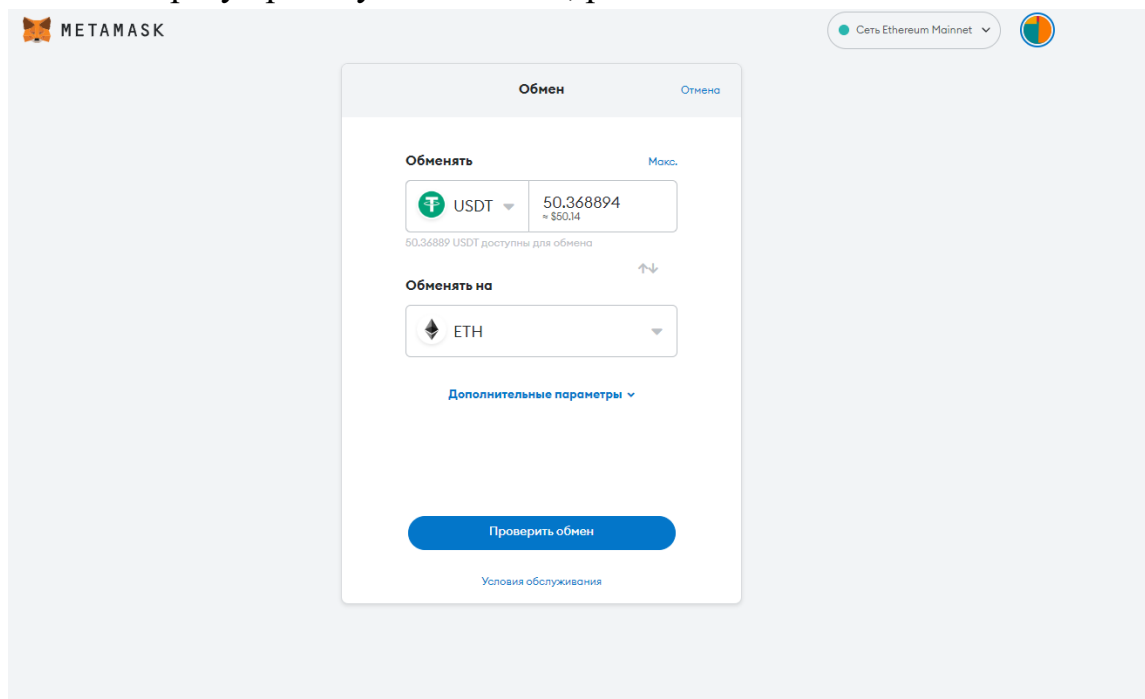 METAMASK
Сеть Ethereum Mainnet
Обмен
Отмена
Обменять
Макс.
USDT
50.368894
≈ $50.14
50.36889 USDT доступны для обмена
Обменять на
ETH
Дополнительные параметры
Проверить обмен
Условия обслуживания